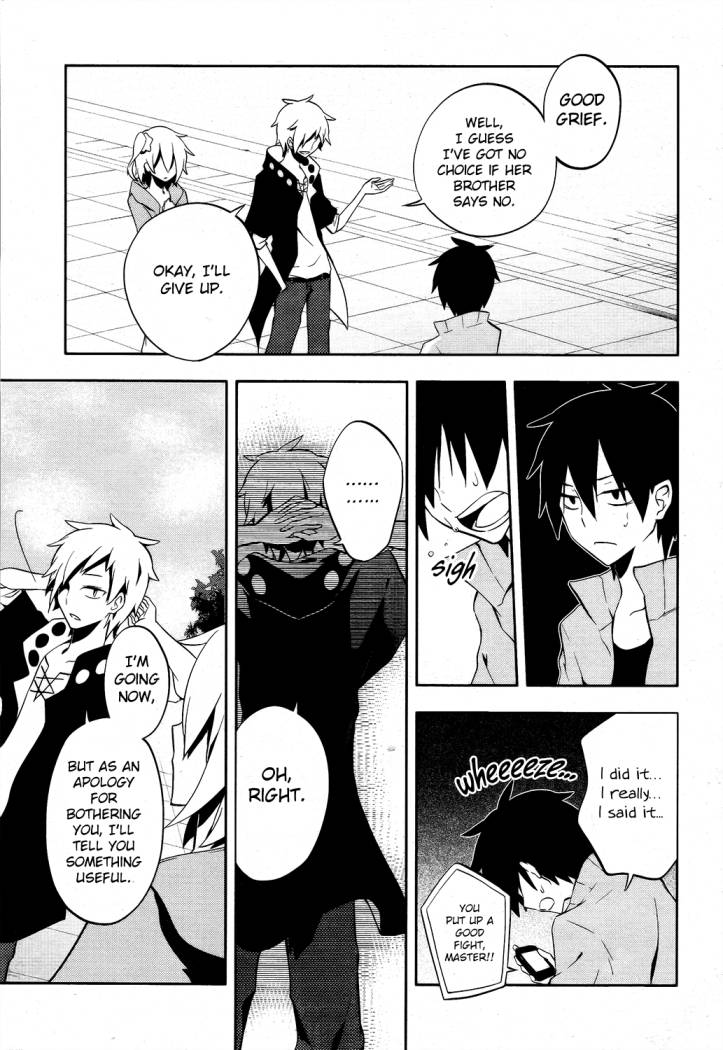 GOOD
GRIEF.
WELL,
I GUESS
I'VE GOT NO
CHOICE IF HER
BROTHER
SAYS NO.
OKAY, I'LL
GIVE UP.
sigh
I did it...
I really...
I said it...
wheeeeze...
YOU
PUT UP A
GOOD
FIGHT,
MASTER!!
......
......
OH,
RIGHT.
I'M
GOING
NOW,
BUT AS AN
APOLOGY
FOR
BOTHERING
YOU, I'LL
TELL YOU
SOMETHING
USEFUL.